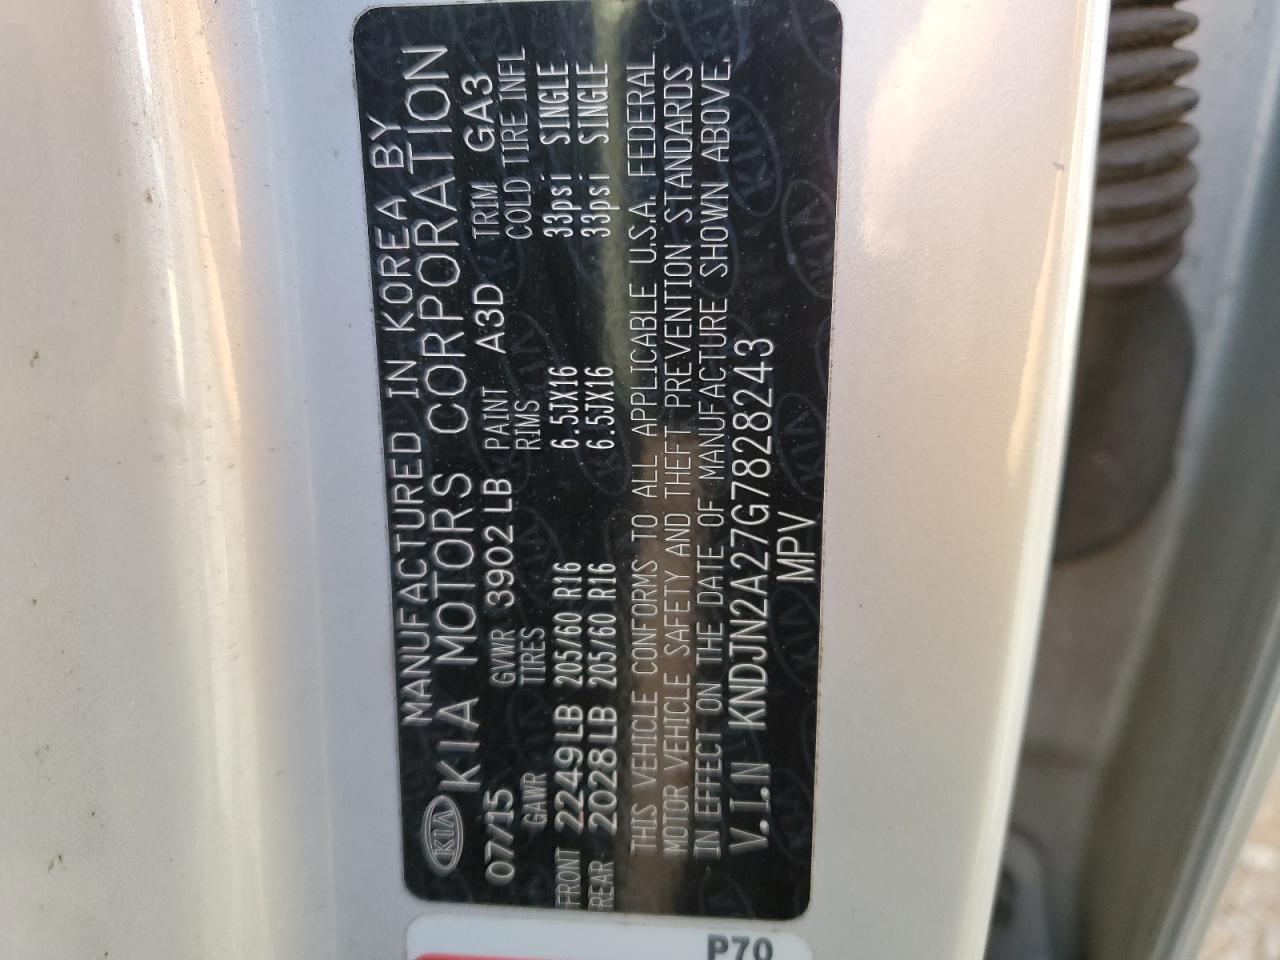 MANUFACTURED IN KOREA BY
KIA KIA MOTORS CORPORATION
07/15 GVWR 3902 LB PAINT A3D TRIM GA3
GAWR TIRES RIMS COLD TIRE INFL
FRONT 2249LB 205/60 R16 6.5JX16 33psi SINGLE
REAR 2028LB 205/60 R16 6.5JX16 33psi SINGLE
THIS VEHICLE CONFORMS TO ALL APPLICABLE U.S.A. FEDERAL
MOTOR VEHICLE SAFETY AND THEFT PREVENTION STANDARDS
IN EFFECT ON THE DATE OF MANUFACTURE SHOWN ABOVE.
V.I.N KNDJN2A27G7828243
MPV
P70